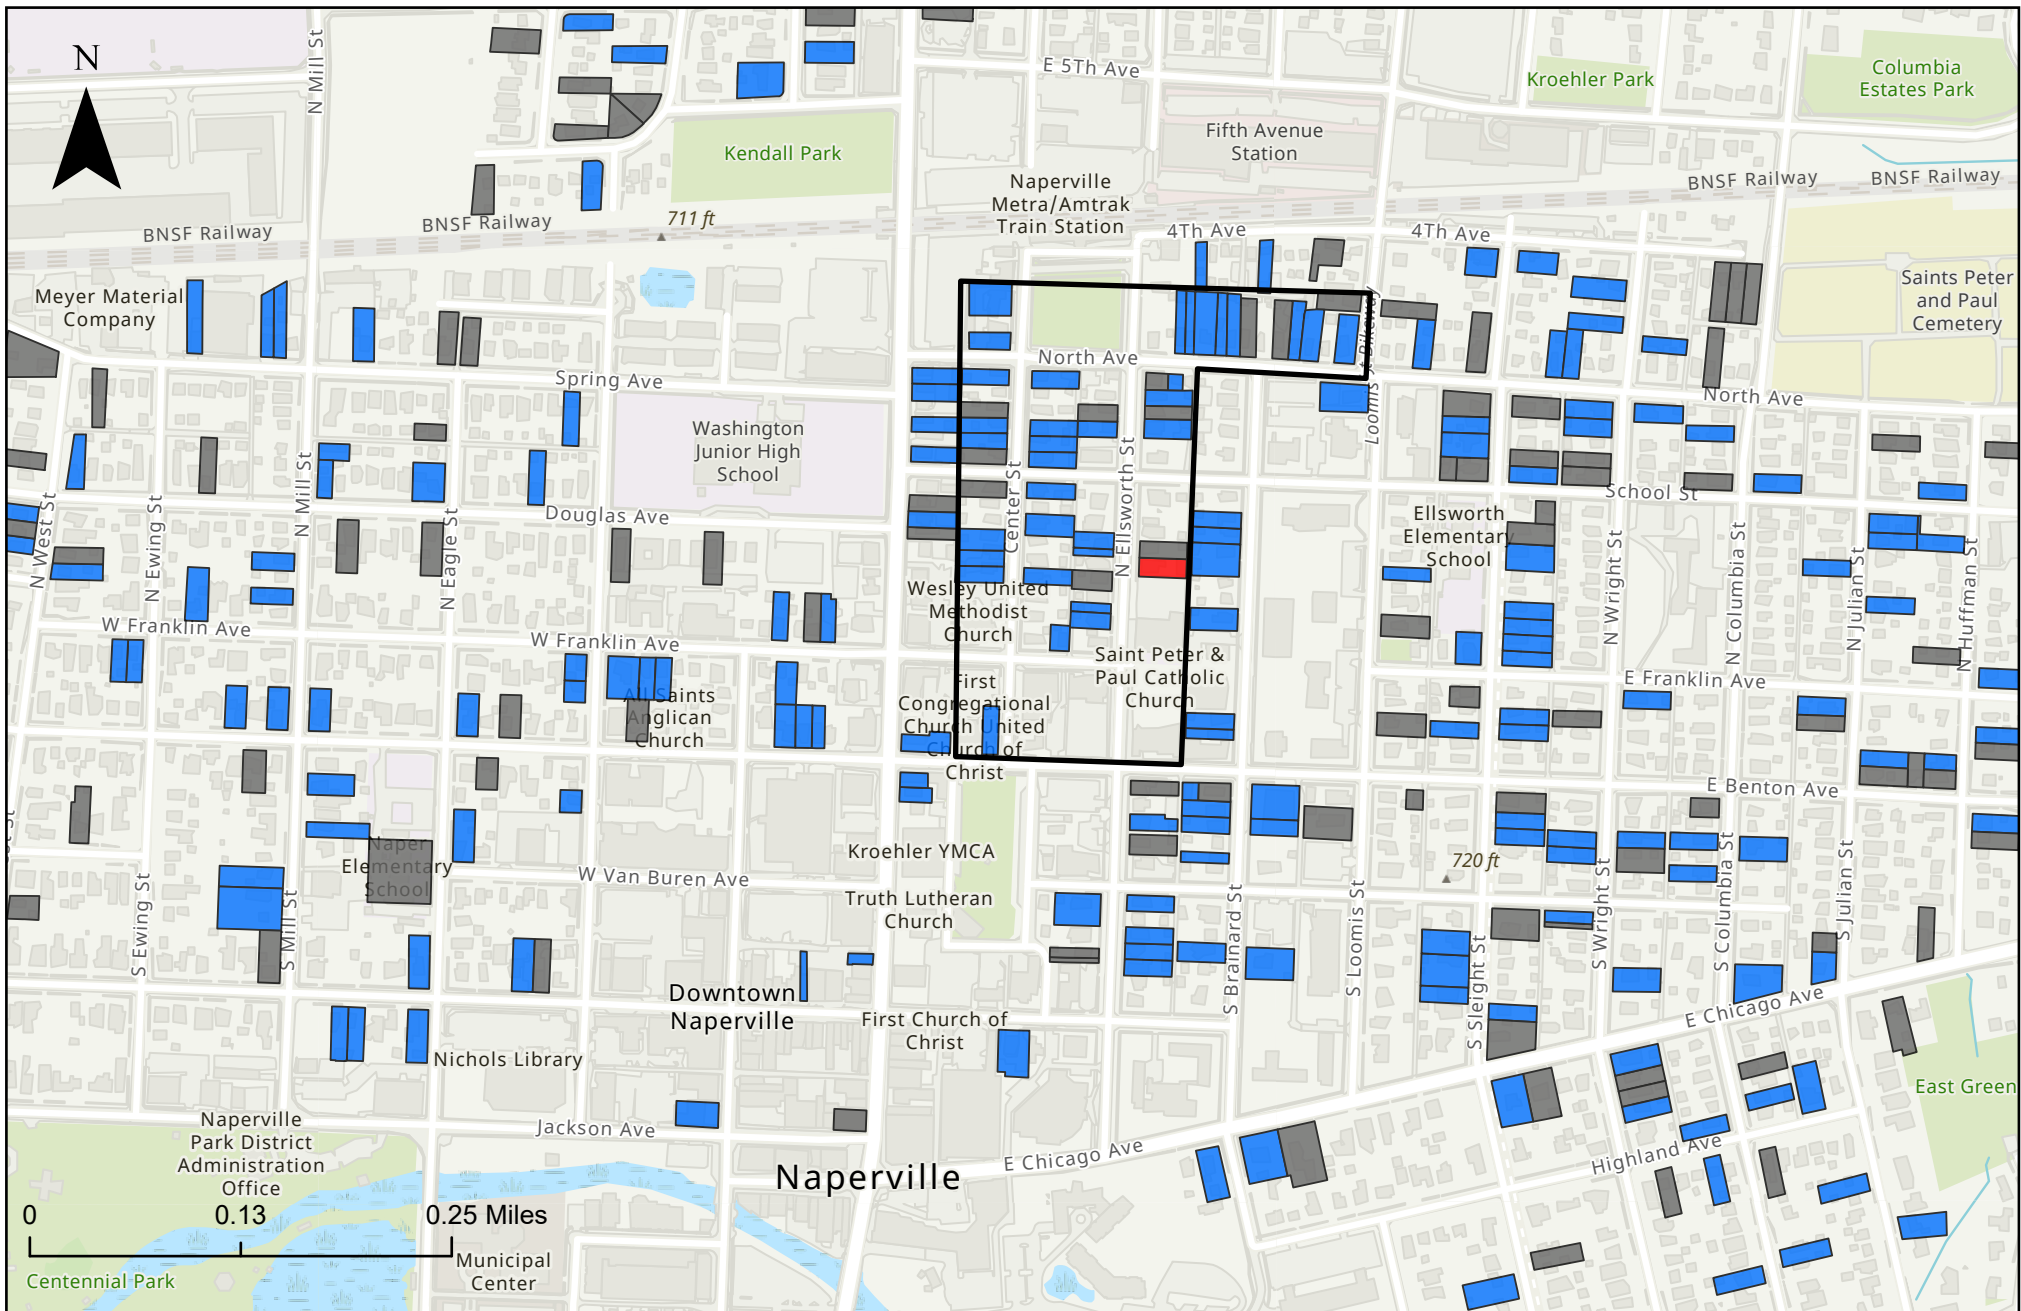 N Mill St
E 5Th Ave
Kroehler Park
Columbia
Estates Park
N
Kendall Park
Fifth Avenue
Station
Naperville
Metra/Amtrak
Train Station
BNSF Railway
BNSF Railway
BNSF Railway
BNSF Railway
711 ft
4Th Ave
4Th Ave
Meyer Material
Company
Saints Peter
and Paul
Cemetery
North Ave
Spring Ave
North Ave
Washington
Junior High
School
Center St
N Ellsworth St
N Mill St
N West St
N Ewing St
N Eagle St
Douglas Ave
School St
Ellsworth
Elementary
School
N Wright St
N Columbia St
N Julian St
N Huffman St
Wesley United
Methodist
Church
W Franklin Ave
W Franklin Ave
Saint Peter &
Paul Catholic
Church
E Franklin Ave
All Saints
Anglican
Church
First
Congregational
Church United
Church of
Christ
E Benton Ave
Naper
Elementary
School
Kroehler YMCA
720 ft
W Van Buren Ave
Truth Lutheran
Church
S Ewing St
S Mill St
S Brainard St
S Loomis St
S Sleight St
S Wright St
S Columbia St
S Julian St
Downtown
Naperville
First Church of
Christ
E Chicago Ave
Nichols Library
East Green
Naperville
Park District
Administration
Office
Jackson Ave
E Chicago Ave
Highland Ave
Naperville
0
0.13
0.25 Miles
Municipal
Center
Centennial Park